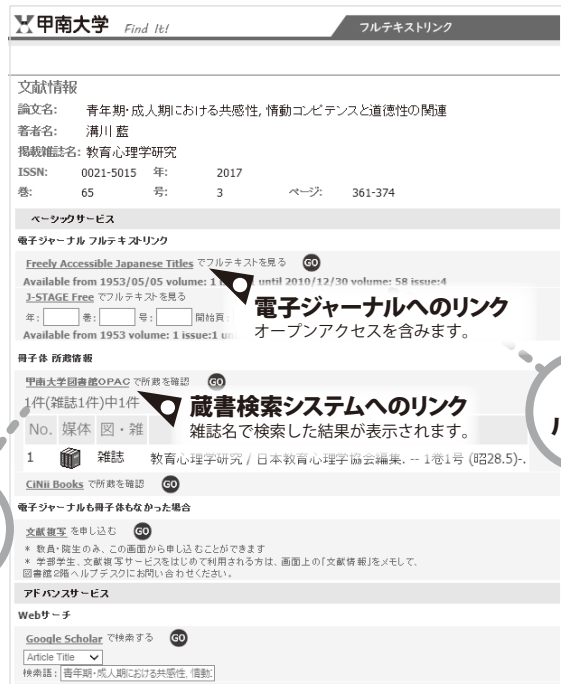 甲南大学 Find It!
フルテキストリンク
文献情報
論文名: 青年期・成人期における共感性, 情動コンピテンスと道徳性の関連
著者名: 溝川 藍
掲載雑誌名: 教育心理学研究
ISSN: 0021-5015 年: 2017
巻: 65 号: 3 ページ: 361-374
ベーシックサービス
電子ジャーナル フルテキストリンク
Freely Accessible Japanese Titles でフルテキストを見る GO
Available from 1953/05/05 volume: 1 until 2010/12/30 volume: 58 issue:4
J-STAGE Free でフルテキストを見る
年: 巻: 号: 開始頁:
Available from 1953 volume: 1 issue:1
電子ジャーナルへのリンク
オープンアクセスを含みます。
冊子体 所蔵情報
甲南大学図書館OPAC で所蔵を確認 GO
1件(雑誌1件)中1件
蔵書検索システムへのリンク
雑誌名で検索した結果が表示されます。
No. 媒体 図・雑
1 雑誌 教育心理学研究 / 日本教育心理学協会編集. -- 1巻1号 (昭28.5)-.
CiNii Books で所蔵を確認 GO
電子ジャーナルも冊子体もなかった場合
文献複写 を申し込む GO
* 教員・院生のみ、この画面から申し込むことができます
* 学部学生、文献複写サービスをはじめて利用される方は、画面上の「文献情報」をメモして、
図書館2階ヘルプデスクにお問い合わせください。
アドバンスサービス
Webサーチ
Google Scholar で検索する GO
Article Title
検索語: 青年期・成人期における共感性, 情動